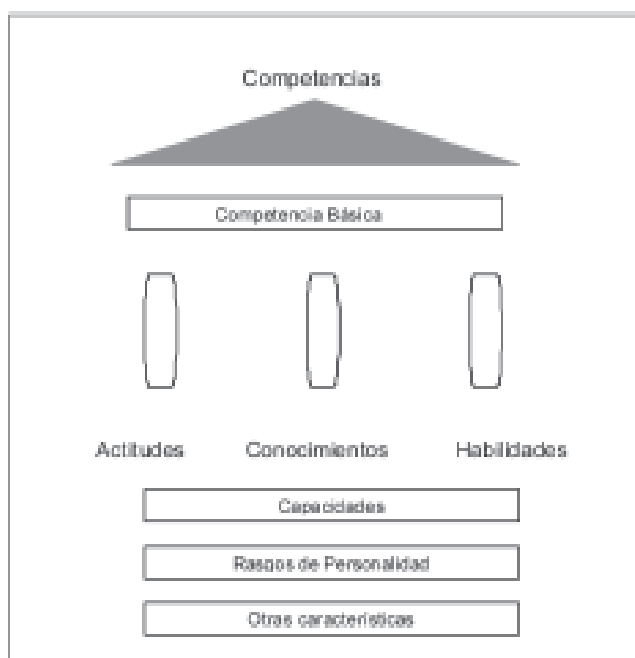 Competencias
Competencia Básica
Actitudes Conocimientos Habilidades
Capacidades
Rasgos de Personalidad
Otras características